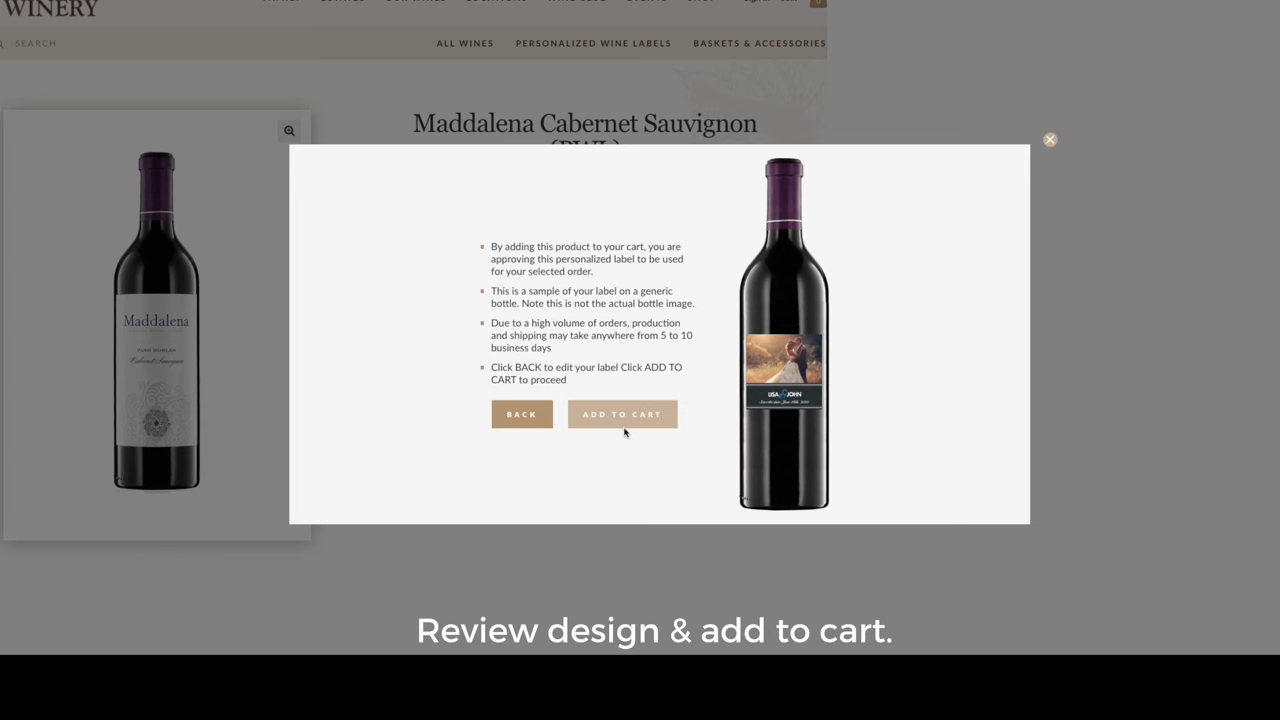 WINERY
SEARCH
ALL WINES
PERSONALIZED WINE LABELS
BASKETS & ACCESSORIES
Maddalena Cabernet Sauvignon
Maddalena
PASO ROBLES
Cabernet Sauvignon
By adding this product to your cart, you are
approving this personalized label to be used
for your selected order.
This is a sample of your label on a generic
bottle. Note this is not the actual bottle image.
Due to a high volume of orders, production
and shipping may take anywhere from 5 to 10
business days
Click BACK to edit your label Click ADD TO
CART to proceed
BACK
ADD TO CART
LISA & JOHN
Review design & add to cart.